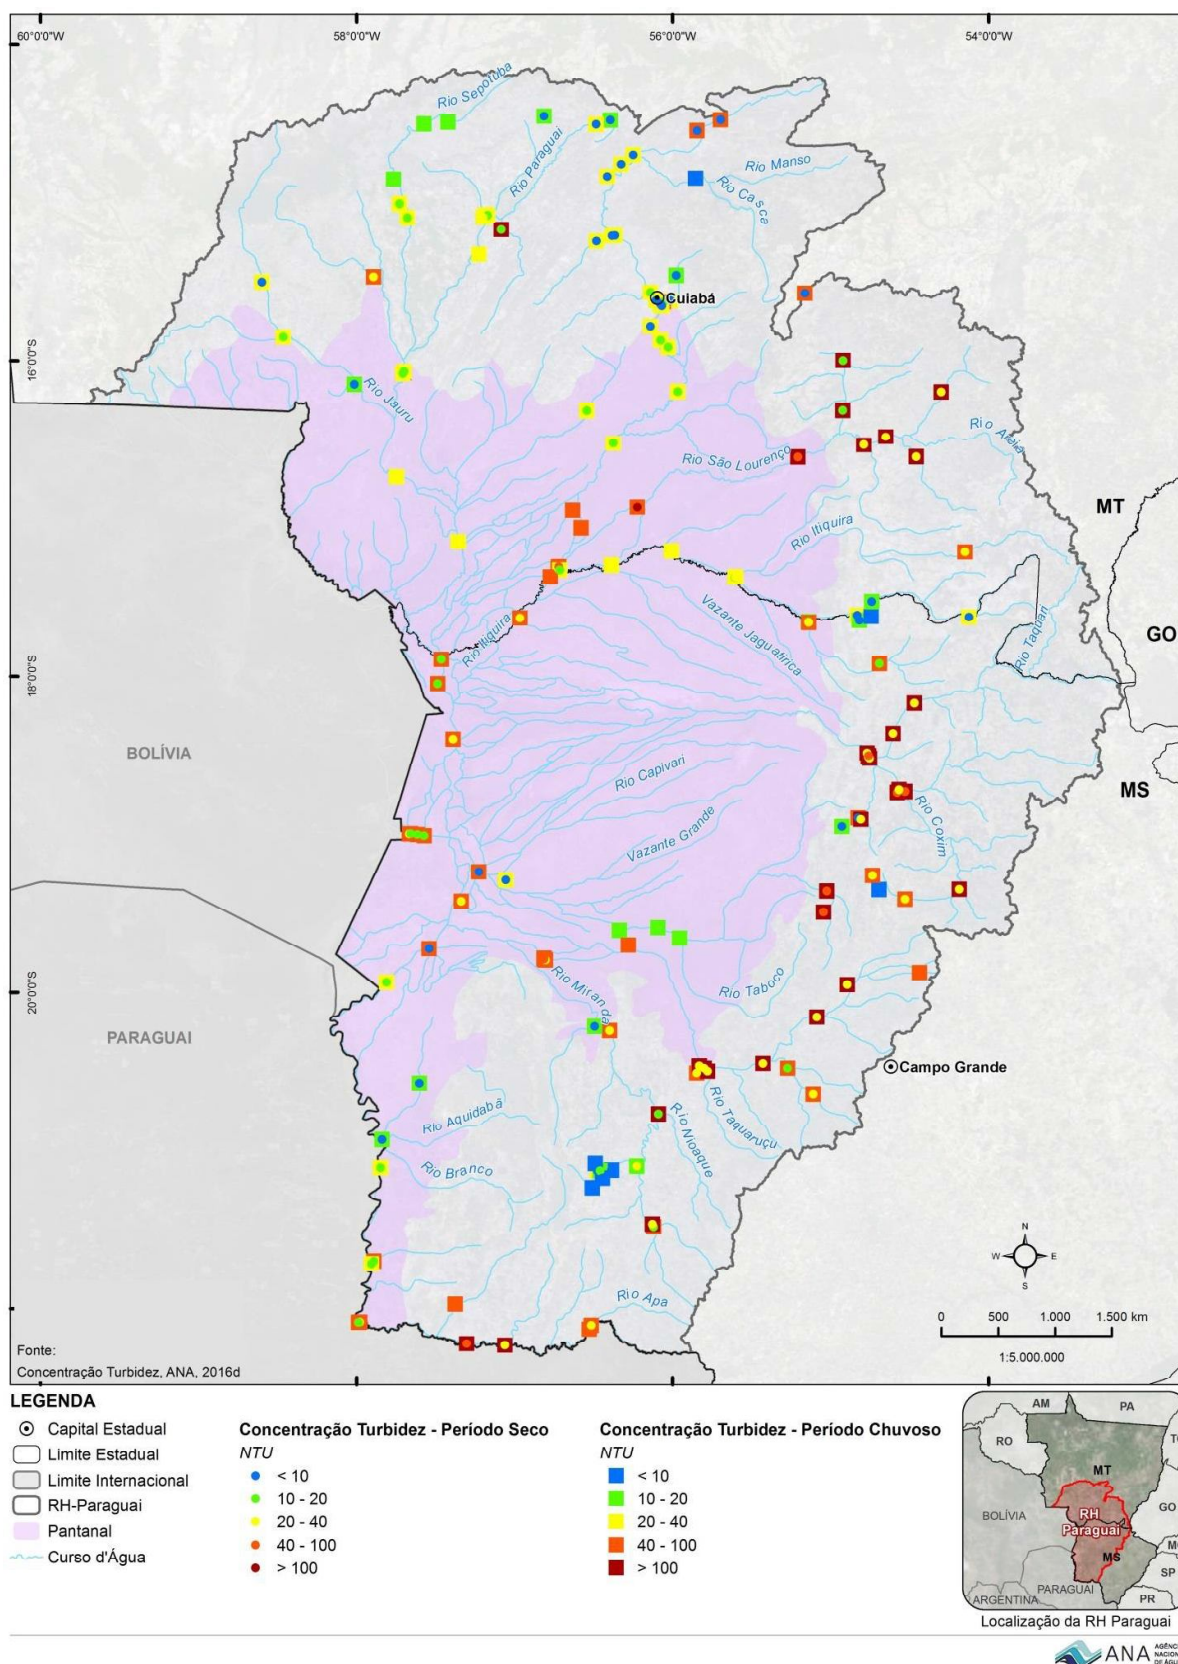 60°0'0"W
58°0'0"W
56°0'0"W
54°0'0"W
Rio Sepotuba
Rio Paraguai
Rio Manso
Rio Casca
Cuiabá
16°0'0"S
Rio Jauru
Rio São Lourenço
MT
Rio Itiquira
GO
Vazante Jaguatirica
Rio Itiquira
Rio Taquari
18°0'0"S
BOLÍVIA
Rio Capivari
MS
Vazante Grande
Rio Coxim
20°0'0"S
Rio Miranda
Rio Taboco
PARAGUAI
Campo Grande
Rio Aquidabã
Rio Nioaque
Rio Taquaruçu
Rio Branco
N
W E
S
Rio Apa
0 500 1.000 1.500 km
1:5.000.000
Fonte:
Concentração Turbidez, ANA, 2016d
LEGENDA
Capital Estadual
Limite Estadual
Limite Internacional
RH-Paraguai
Pantanal
Curso d'Água
Concentração Turbidez - Período Seco
NTU
< 10
10 - 20
20 - 40
40 - 100
> 100
Concentração Turbidez - Período Chuvoso
NTU
< 10
10 - 20
20 - 40
40 - 100
> 100
AM
PA
RO
MT
GO
BOLÍVIA
RH
Paraguai
MS
SP
PARAGUAI
ARGENTINA
PR
Localização da RH Paraguai
ANA